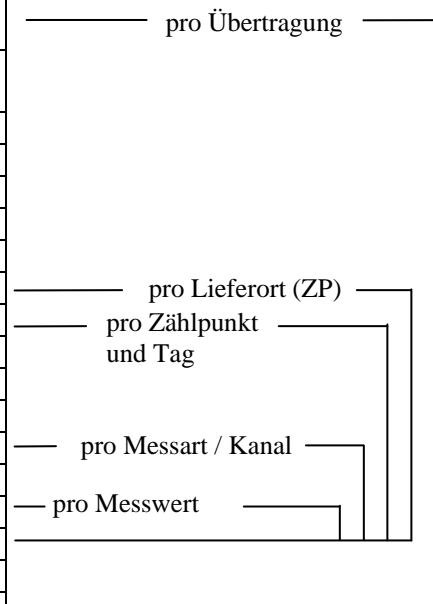 pro Übertragung
pro Lieferort (ZP)
pro Zählpunkt
und Tag
pro Messart / Kanal
pro Messwert